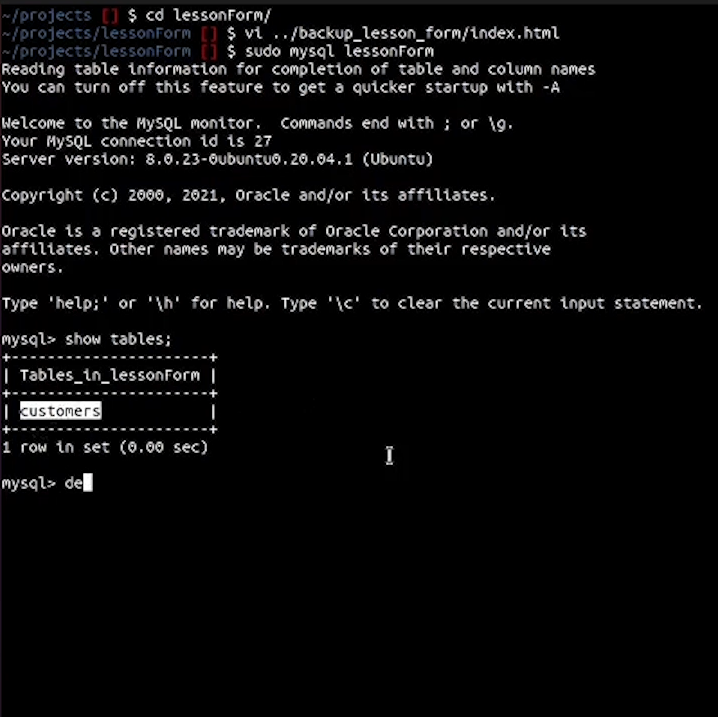 ~/projects [] $ cd lessonForm/
~/projects/lessonForm [] $ vi ../backup_lesson_form/index.html
~/projects/lessonForm [] $ sudo mysql lessonForm
Reading table information for completion of table and column names
You can turn off this feature to get a quicker startup with -A
Welcome to the MySQL monitor.  Commands end with ; or \g.
Your MySQL connection id is 27
Server version: 8.0.23-0ubuntu0.20.04.1 (Ubuntu)
Copyright (c) 2000, 2021, Oracle and/or its affiliates.
Oracle is a registered trademark of Oracle Corporation and/or its
affiliates. Other names may be trademarks of their respective
owners.
Type 'help;' or '\h' for help. Type '\c' to clear the current input statement.
mysql> show tables;
+----------------------+
| Tables_in_lessonForm |
+----------------------+
| customers            |
+----------------------+
1 row in set (0.00 sec)
mysql> de